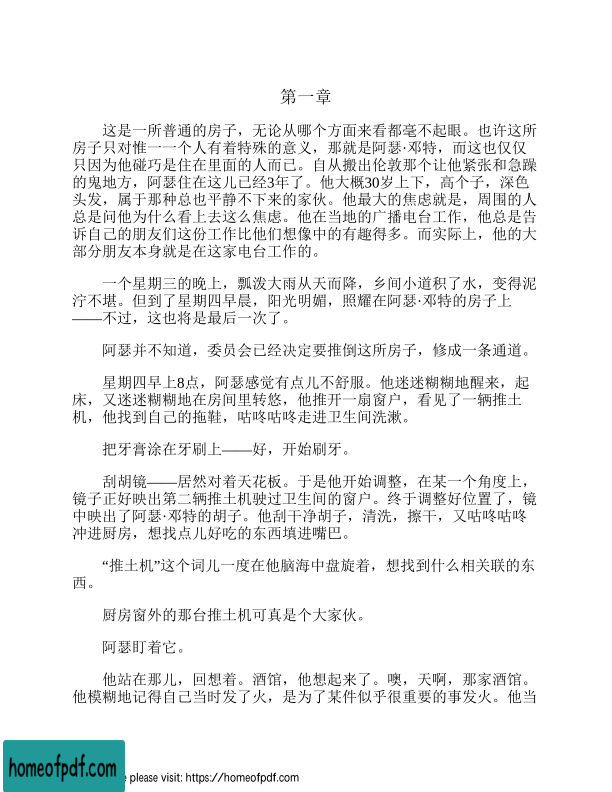 第一章
这是一所普通的房子，无论从哪个方面来看都毫不起眼。也许这所
房子只对惟一一个人有着特殊的意义，那就是阿瑟·邓特，而这也仅仅
只因为他碰巧是住在里面的人而已。自从搬出伦敦那个让他紧张和急躁
的鬼地方，阿瑟住在这儿已经3年了。他大概30岁上下，高个子，深色
头发，属于那种总也平静不下来的家伙。他最大的焦虑就是，周围的人
总是问他为什么看上去这么焦虑。他在当地的广播电台工作，他总是告
诉自己的朋友们这份工作比他们想像中的有趣得多。而实际上，他的大
部分朋友本身就是在这家电台工作的。
一个星期三的晚上，瓢泼大雨从天而降，乡间小道积了水，变得泥
泞不堪。但到了星期四早晨，阳光明媚，照耀在阿瑟·邓特的房子上
——不过，这也将是最后一次了。
阿瑟并不知道，委员会已经决定要推倒这所房子，修成一条通道。
星期四早上8点，阿瑟感觉有点儿不舒服。他迷迷糊糊地醒来，起
床，又迷迷糊糊地在房间里转悠，他推开一扇窗户，看见了一辆推土
机，他找到自己的拖鞋，咕咚咕咚走进卫生间洗漱。
把牙膏涂在牙刷上——好，开始刷牙。
刮胡镜——居然对着天花板。于是他开始调整，在某一个角度上，
镜子正好映出第二辆推土机驶过卫生间的窗户。终于调整好位置了，镜
中映出了阿瑟·邓特的胡子。他刮干净胡子，清洗，擦干，又咕咚咕咚
冲进厨房，想找点儿好吃的东西填进嘴巴。
“推土机”这个词儿一度在他脑海中盘旋着，想找到什么相关联的东
西。
厨房窗外的那台推土机可真是个大家伙。
阿瑟盯着它。
他站在那儿，回想着。酒馆，他想起来了。噢，天啊，那家酒馆。
他模糊地记得自己当时发了火，是为了某件似乎很重要的事发火。他当
homeofpdf.com
e please visit: https://homeofpdf.com